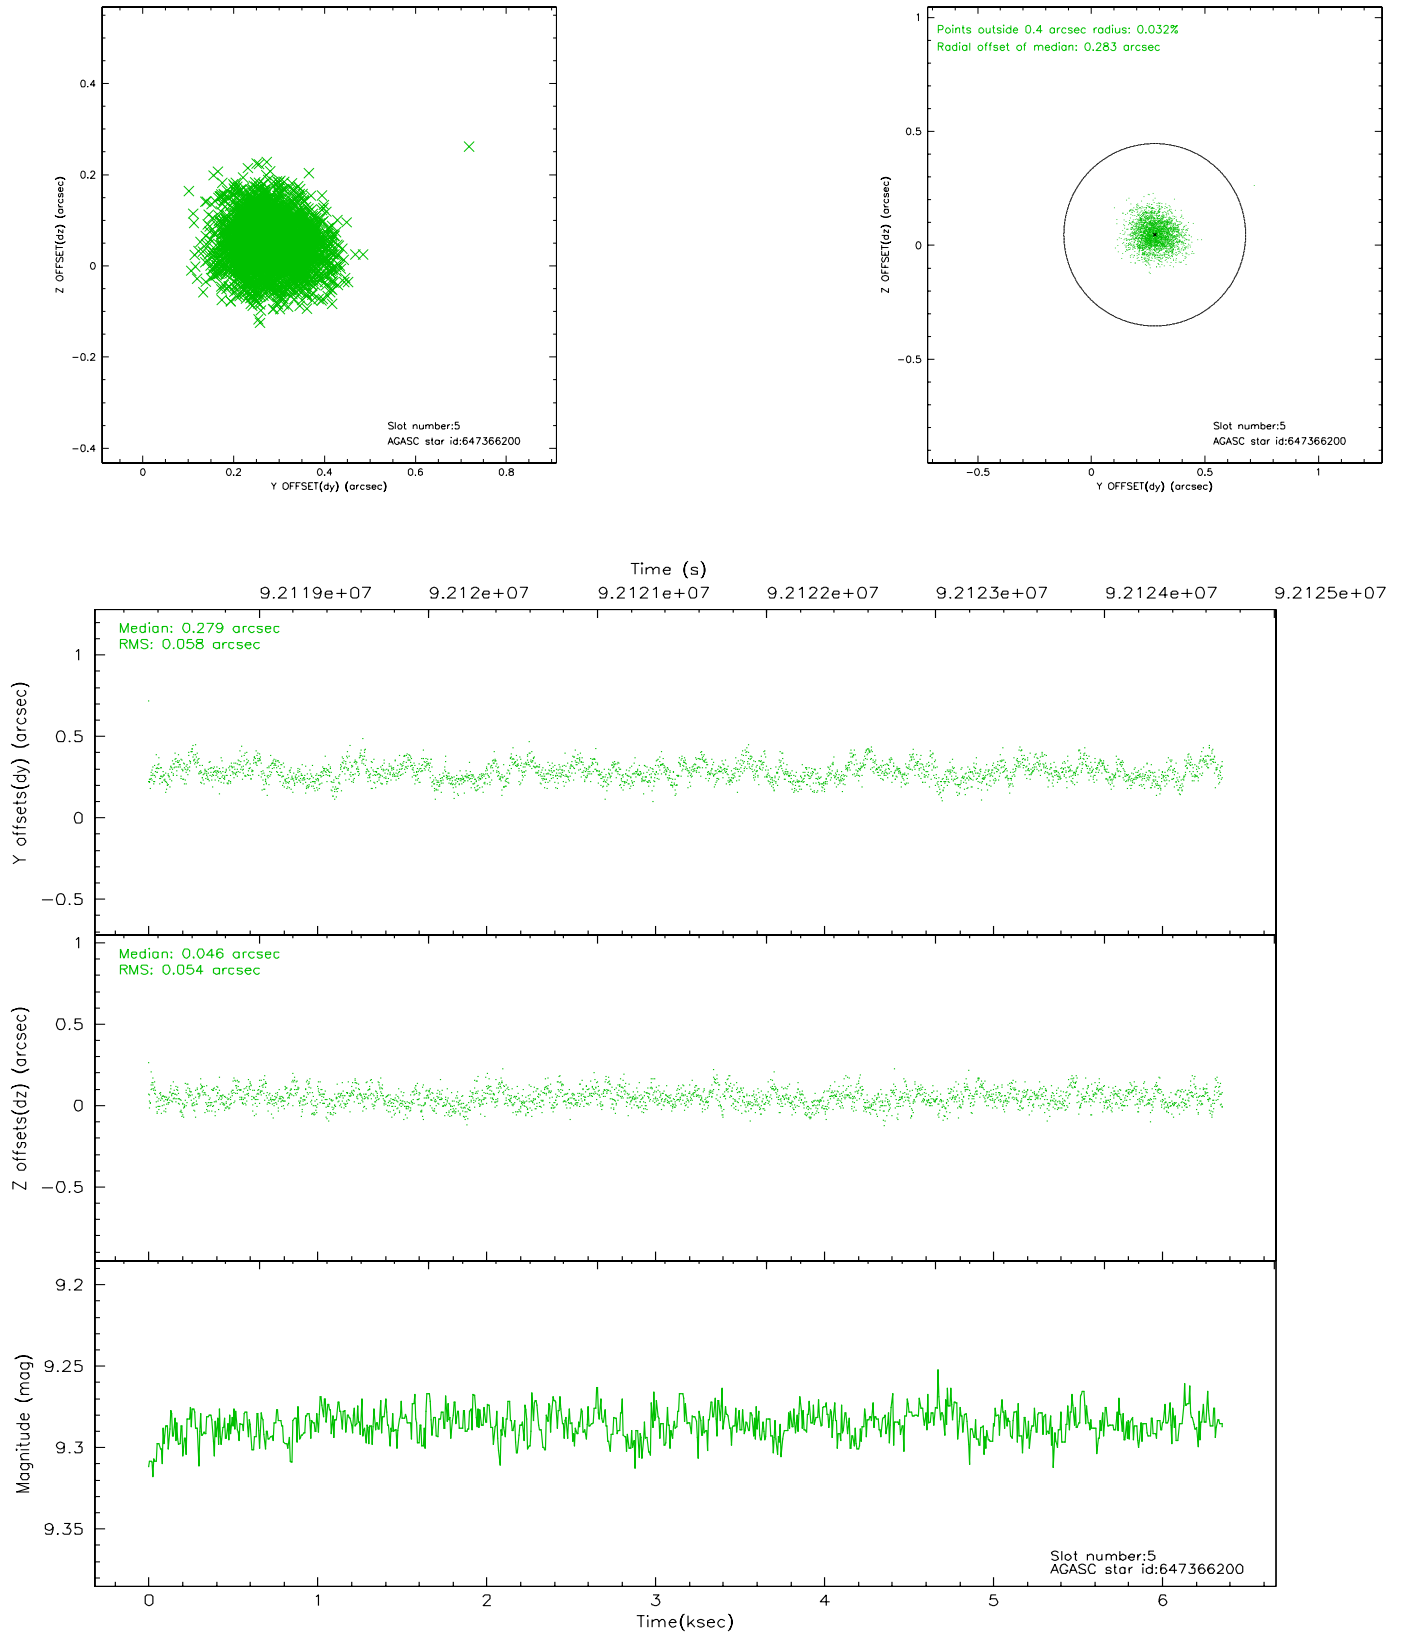 0.4
0.2
0
−0.2
−0.4
Z OFFSET(dz) (arcsec)
0
0.2
0.4
0.6
0.8
Y OFFSET(dy) (arcsec)
Slot number:5
AGASC star id:647366200
Points outside 0.4 arcsec radius: 0.032%
Radial offset of median: 0.283 arcsec
1
0.5
0
−0.5
Z OFFSET(dz) (arcsec)
−0.5
0
0.5
1
Y OFFSET(dy) (arcsec)
Slot number:5
AGASC star id:647366200
Time (s)
9.2119e+07
9.212e+07
9.2121e+07
9.2122e+07
9.2123e+07
9.2124e+07
9.2125e+07
Median: 0.279 arcsec
RMS: 0.058 arcsec
1
0.5
0
−0.5
Y offsets(dy) (arcsec)
Median: 0.046 arcsec
RMS: 0.054 arcsec
1
0.5
0
−0.5
Z offsets(dz) (arcsec)
9.2
9.25
9.3
9.35
Magnitude (mag)
Slot number:5
AGASC star id:647366200
0
1
2
3
4
5
6
Time(ksec)